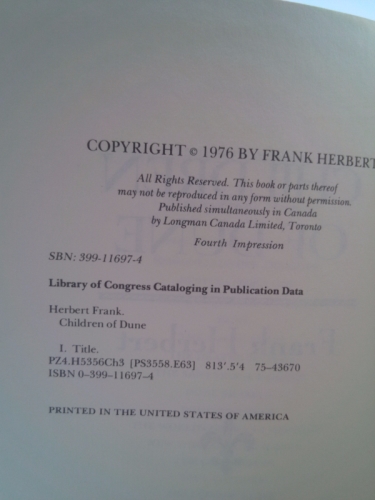 COPYRIGHT © 1976 BY FRANK HERBERT
All Rights Reserved. This book or parts thereof
may not be reproduced in any form without permission.
Published simultaneously in Canada
by Longman Canada Limited, Toronto
Fourth Impression
SBN: 399-11697-4
Library of Congress Cataloging in Publication Data
Herbert Frank.
Children of Dune
I. Title.
PZ4.H5356Ch3 [PS3558.E63] 813'.5'4 75-43670
ISBN 0-399-11697-4
PRINTED IN THE UNITED STATES OF AMERICA